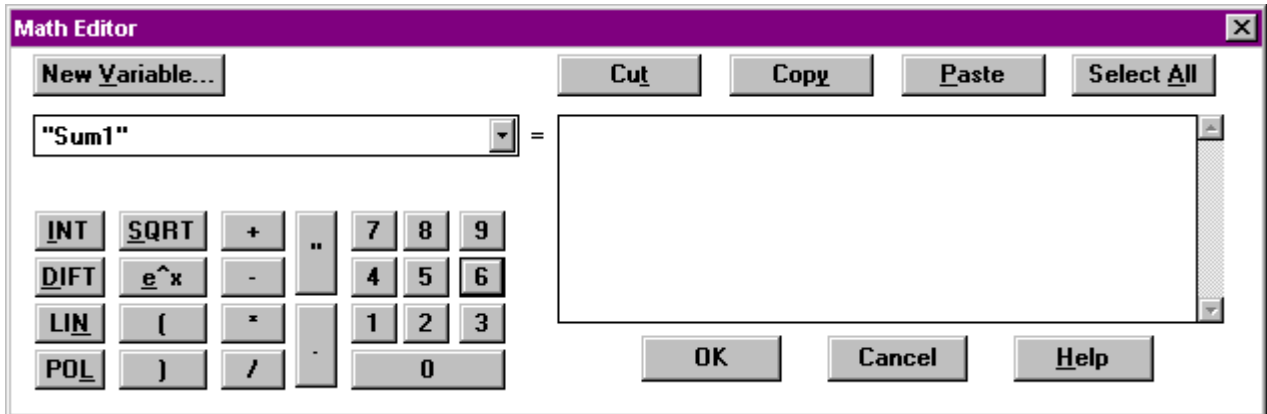 Math Editor
New Variable... Cut Copy Paste Select All
"Sum1" =
INT SQRT + " 7 8 9
DIFT e^x - 4 5 6
LIN ( * . 1 2 3
POL ) / 0
OK Cancel Help